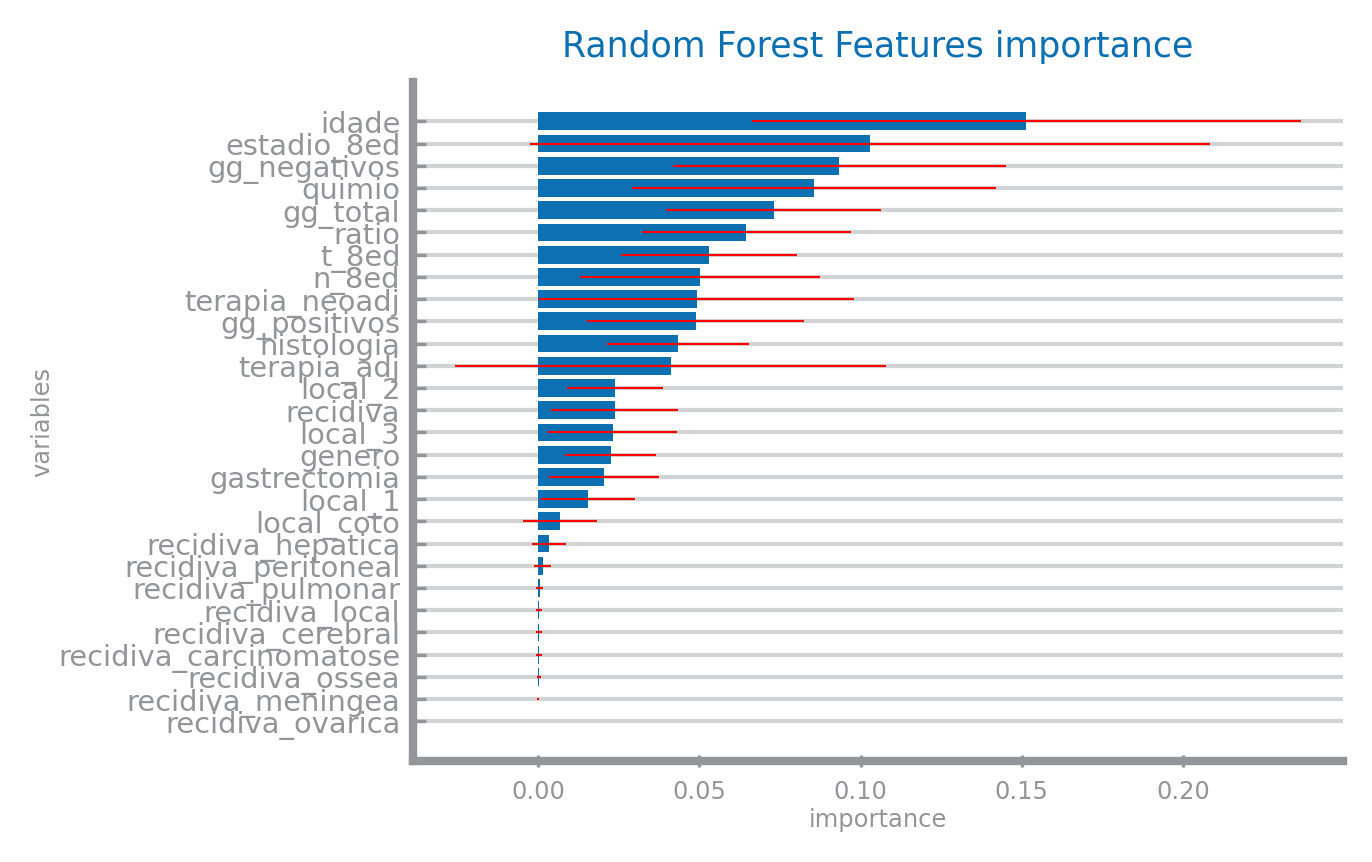 Random Forest Features importance
idade
estadio_8ed
gg_negativos
quimio
gg_total
ratio
t_8ed
n_8ed
terapia_neoadj
gg_positivos
histologia
terapia_adj
local_2
recidiva
local_3
genero
gastrectomia
local_1
local_coto
recidiva_hepatica
recidiva_peritoneal
recidiva_pulmonar
recidiva_local
recidiva_cerebral
recidiva_carcinomatose
recidiva_ossea
recidiva_meningea
recidiva_ovarica
variables
0.00 0.05 0.10 0.15 0.20
importance